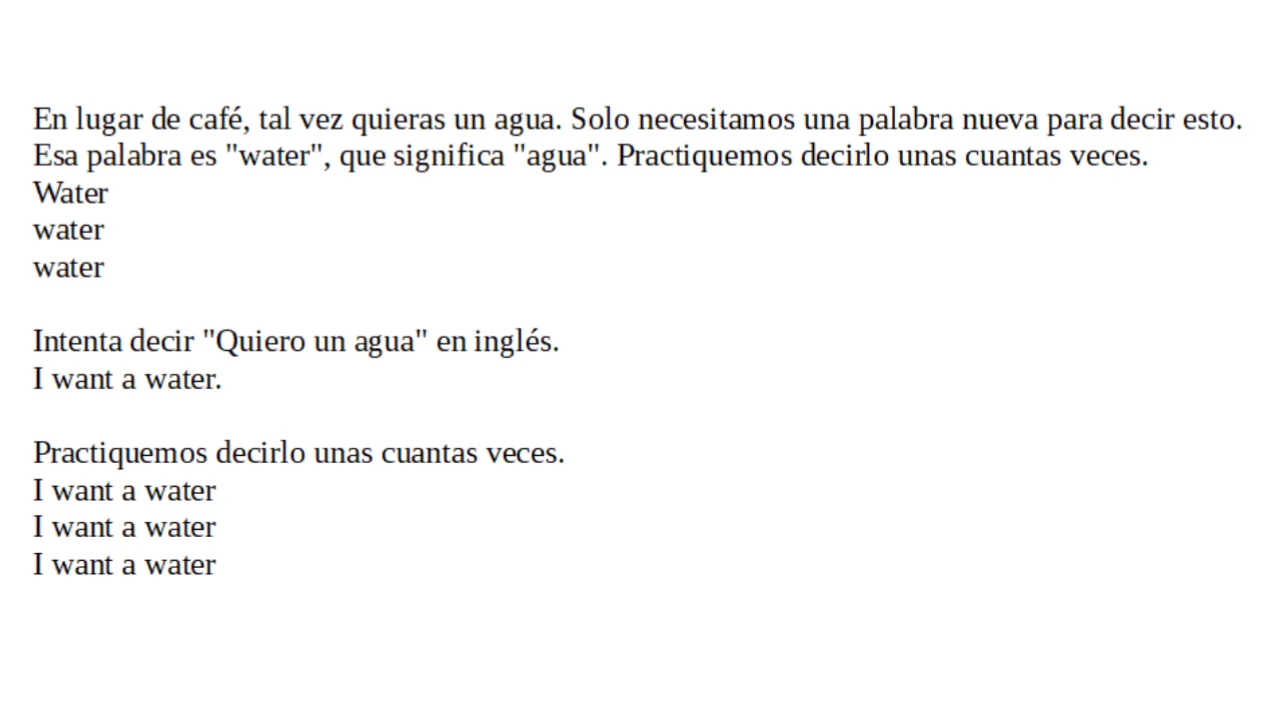 En lugar de café, tal vez quieras un agua. Solo necesitamos una palabra nueva para decir esto.
Esa palabra es "water", que significa "agua". Practiquemos decirlo unas cuantas veces.
Water
water
water
Intenta decir "Quiero un agua" en inglés.
I want a water.
Practiquemos decirlo unas cuantas veces.
I want a water
I want a water
I want a water